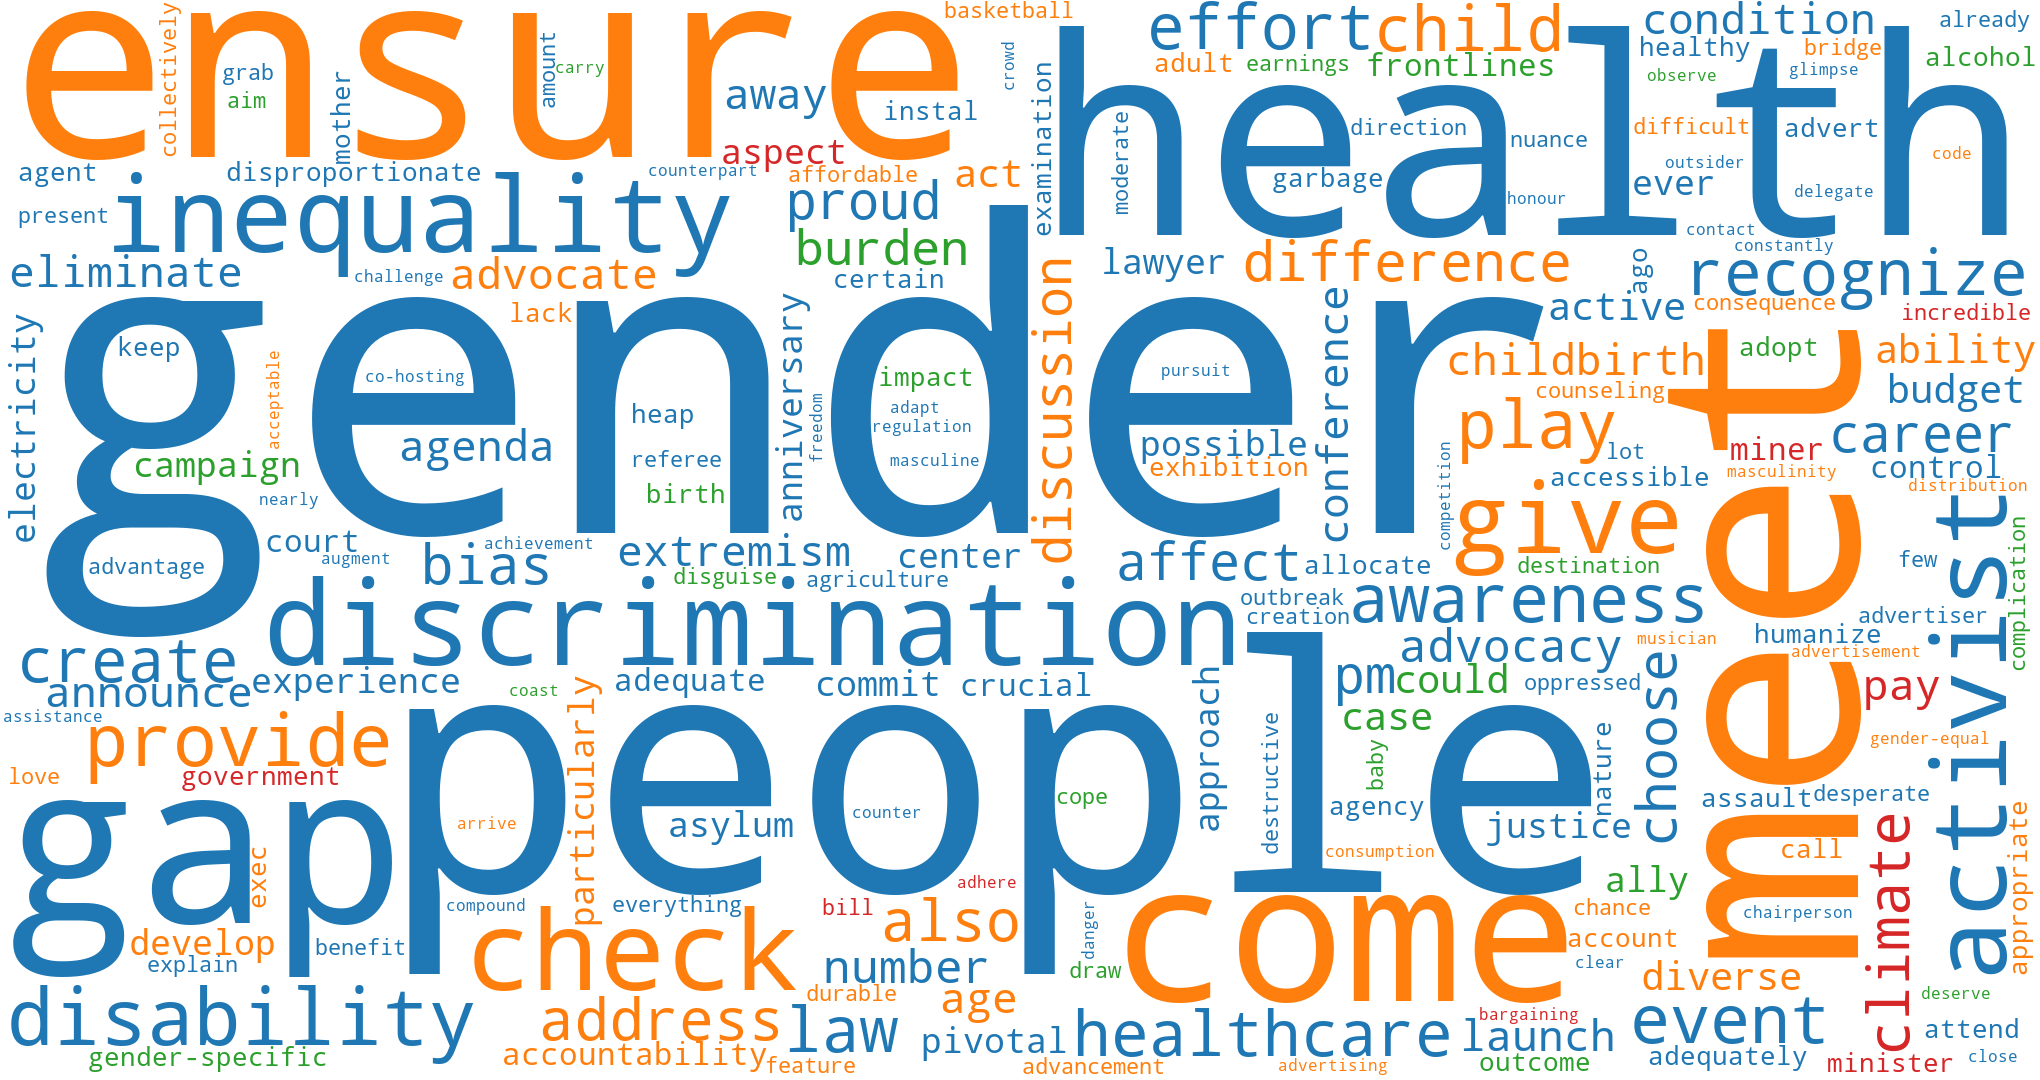 ensure
collectively
grab
aim
mother
amount
carry
away
basketball
instal
crowd
effort
child
condition
already
adult
earnings
frontlines
healthy
bridge
alcohol
observe
glimpse
health
examination
moderate
direction
nuance
difficult
advert
code
agent
disproportionate
counterpart
aspect
affordable
act
garbage
honour
outsider
ever
delegate
present
inequality
proud
burden
contact
constantly
eliminate
challenge
advocate
certain
lawyer
difference
ago
recognize
lack
discussion
conference
active
consequence
incredible
electricity
keep
gender
acceptable
co-hosting
anniversary
freedom
impact
adapt
regulation
masculine
pursuit
childbirth
adopt
ability
counseling
budget
heap
agenda
referee
birth
campaign
nearly
possible
exhibition
play
lot
accessible
miner
masculinity
career
control
distribution
competition
give
meet
activist
complication
court
augment
advantage
bias
achievement
extremism
disguise
agriculture
center
affect
allocate
destination
few
outbreak
creation
awareness
advertiser
discrimination
musician
humanize
advertisement
advocacy
create
announce
experience
coast
adequate
commit
crucial
pm
could
oppressed
choose
pay
assistance
provide
particularly
approach
case
nature
gender-equal
love
government
people
destructive
baby
cope
agency
justice
assault
desperate
gap
arrive
asylum
counter
consumption
call
climate
appropriate
exec
adhere
ally
compound
everything
bill
also
danger
come
chance
chairperson
develop
benefit
explain
check
number
draw
account
clear
diverse
deserve
disability
durable
age
address
law
pivotal
healthcare
bargaining
launch
event
attend
gender-specific
accountability
feature
advancement
advertising
outcome
adequately
minister
close